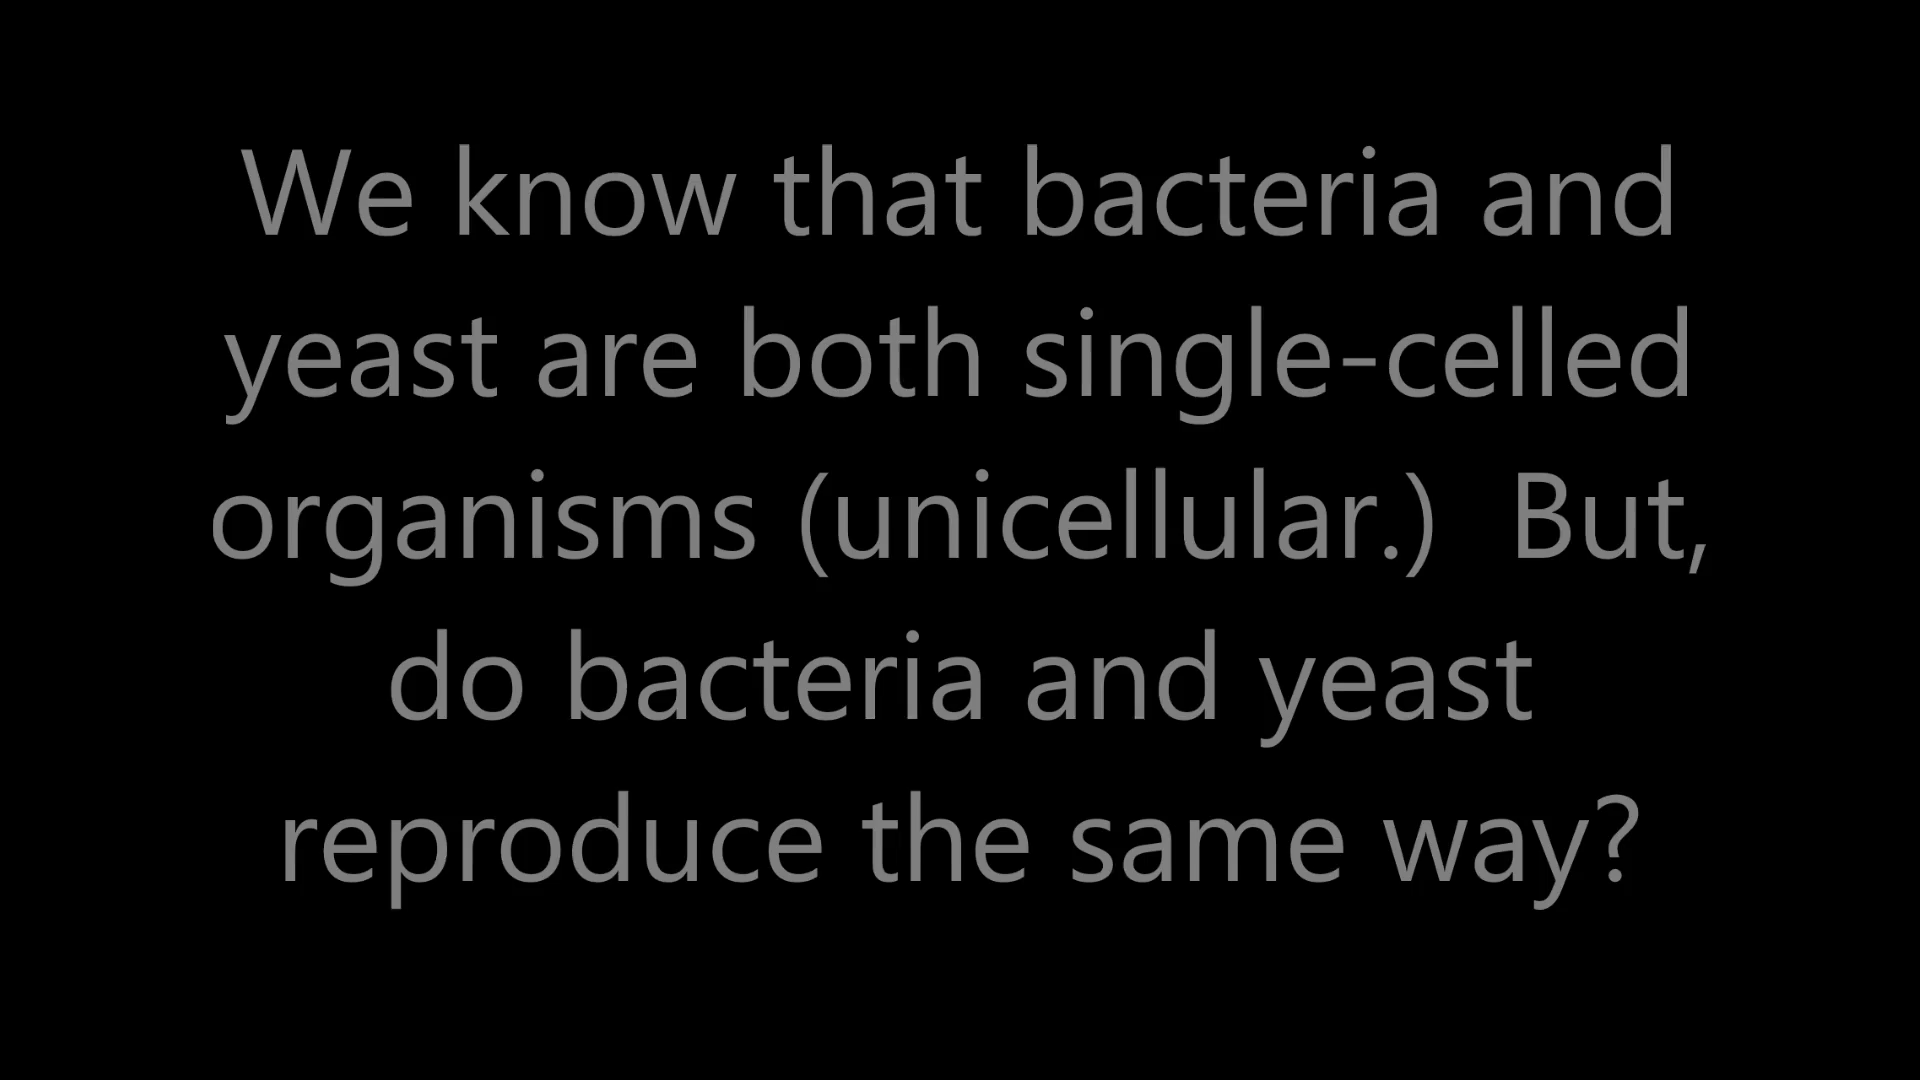 We know that bacteria and
yeast are both single-celled
organisms (unicellular.)  But,
do bacteria and yeast
reproduce the same way?